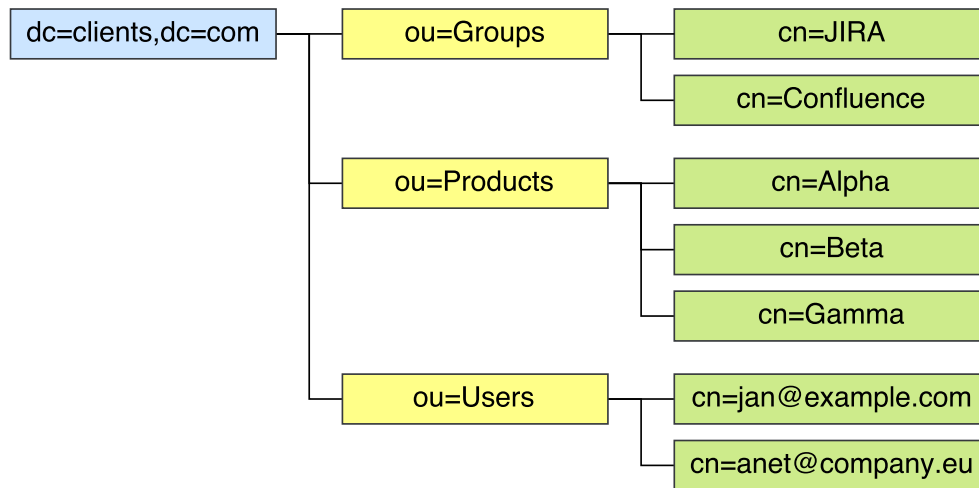 dc=clients,dc=com
ou=Groups
cn=JIRA
cn=Confluence
ou=Products
cn=Alpha
cn=Beta
cn=Gamma
ou=Users
cn=jan@example.com
cn=anet@company.eu